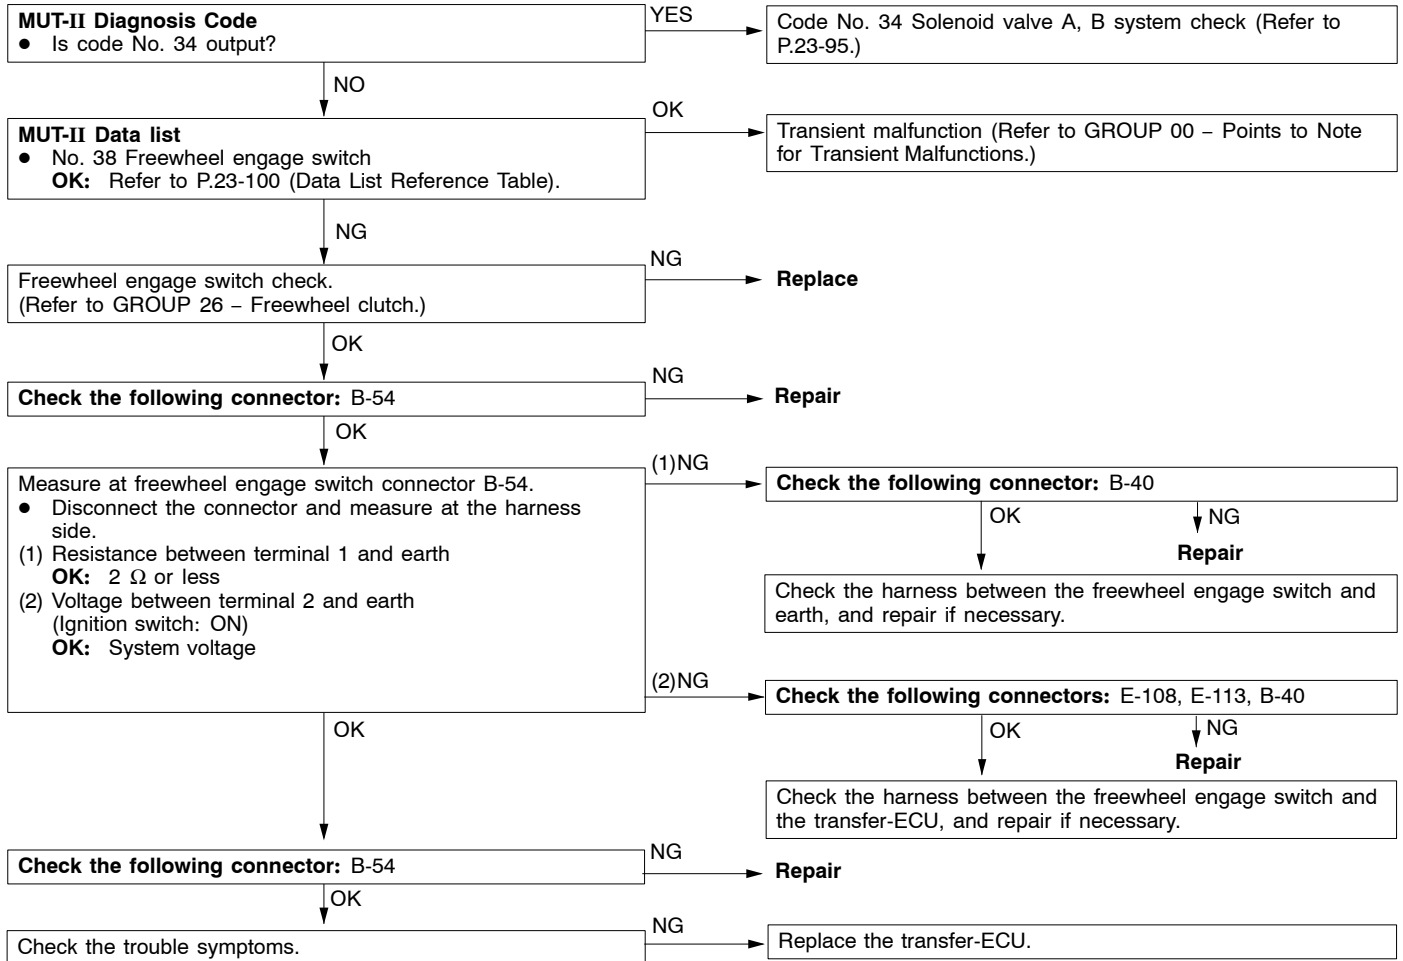 MUT-II Diagnosis Code
● Is code No. 34 output?
YES
Code No. 34 Solenoid valve A, B system check (Refer to
P.23-95.)
NO
MUT-II Data list
● No. 38 Freewheel engage switch
OK: Refer to P.23-100 (Data List Reference Table).
OK
Transient malfunction (Refer to GROUP 00 – Points to Note
for Transient Malfunctions.)
NG
Freewheel engage switch check.
(Refer to GROUP 26 – Freewheel clutch.)
NG
Replace
OK
Check the following connector: B-54
NG
Repair
OK
Measure at freewheel engage switch connector B-54.
● Disconnect the connector and measure at the harness
side.
(1) Resistance between terminal 1 and earth
OK: 2 Ω or less
(2) Voltage between terminal 2 and earth
(Ignition switch: ON)
OK: System voltage
(1)NG
Check the following connector: B-40
OK
NG
Repair
Check the harness between the freewheel engage switch and
earth, and repair if necessary.
(2)NG
Check the following connectors: E-108, E-113, B-40
OK
NG
Repair
Check the harness between the freewheel engage switch and
the transfer-ECU, and repair if necessary.
OK
Check the following connector: B-54
NG
Repair
OK
Check the trouble symptoms.
NG
Replace the transfer-ECU.